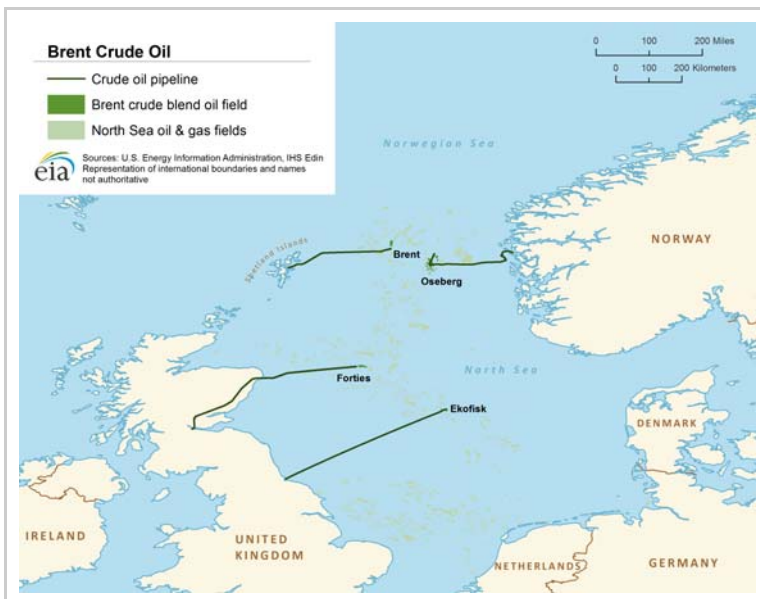 Brent Crude Oil
Crude oil pipeline
Brent crude blend oil field
North Sea oil & gas fields
eia
Sources: U.S. Energy Information Administration, IHS Edin
Representation of international boundaries and names
not authoritative
0 100 200 Miles
0 100 200 Kilometers
Norwegian Sea
Shetland Islands
Brent
Oseberg
NORWAY
Forties
North Sea
Ekofisk
DENMARK
IRELAND
UNITED
KINGDOM
NETHERLANDS
GERMANY